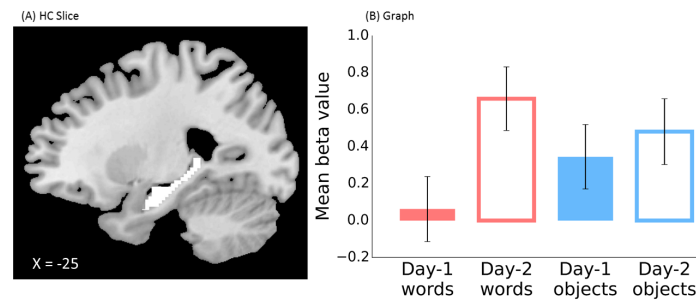 (A) HC Slice
X = -25
(B) Graph
Mean beta value
1.0
0.8
0.6
0.4
0.2
0.0
−0.2
Day-1 words
Day-2 words
Day-1 objects
Day-2 objects